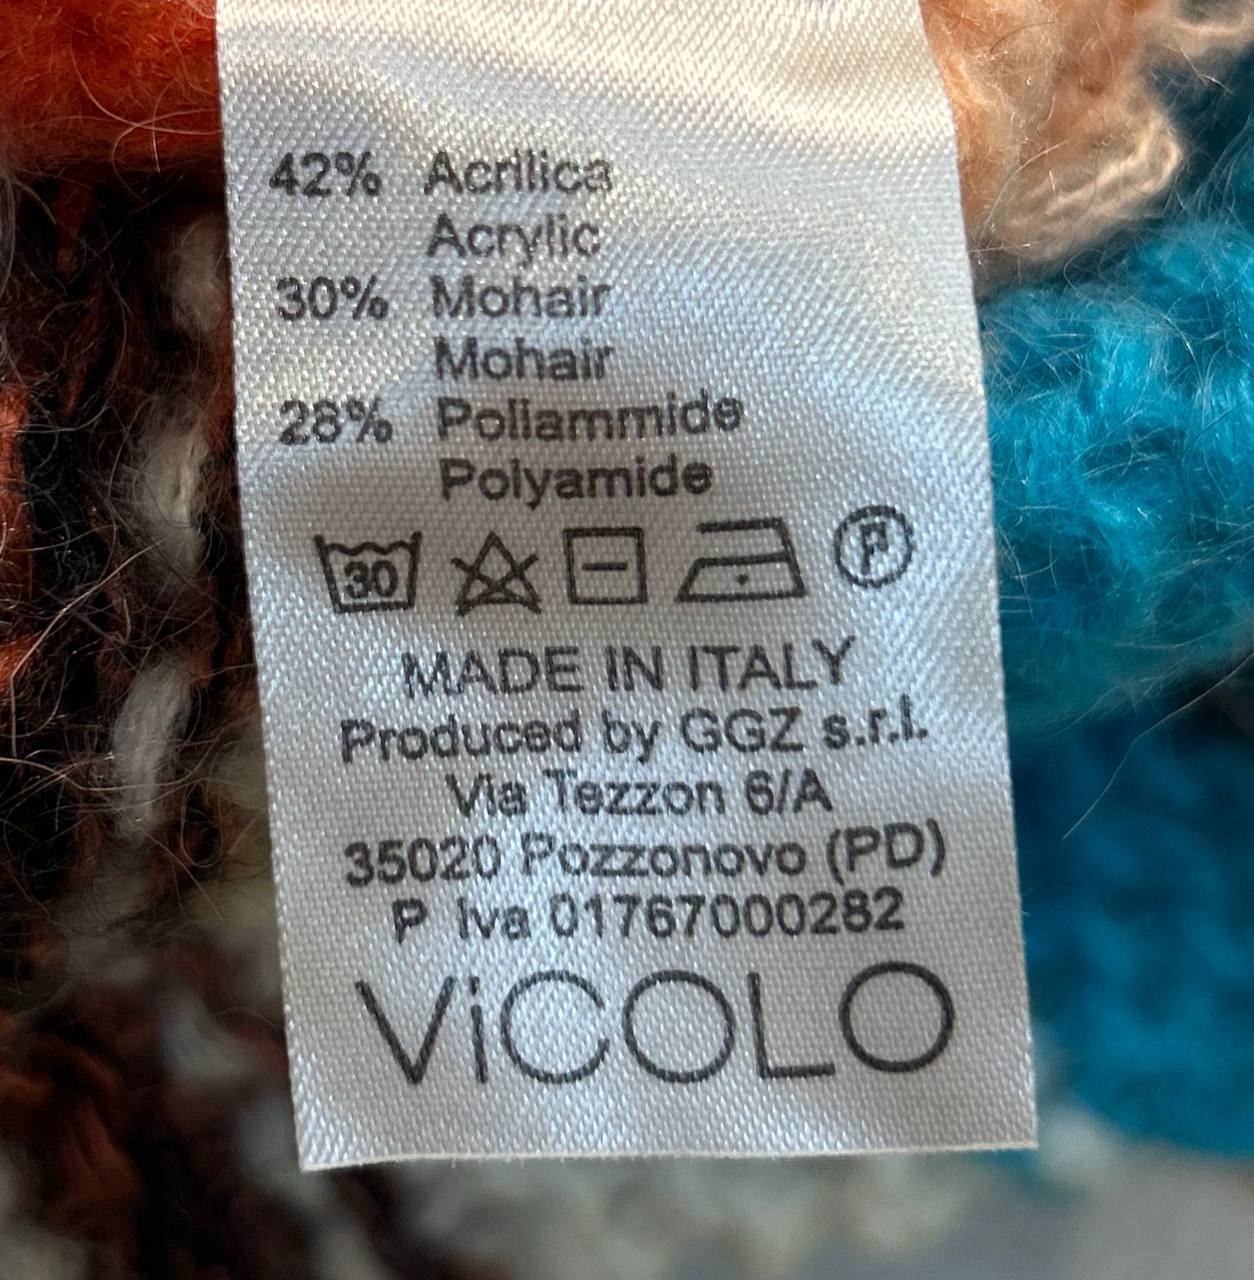 42% Acrilica
Acrylic
30% Mohair
Mohair
28% Poliammide
Polyamide
30 P
MADE IN ITALY
Produced by GGZ s.r.l.
Via Tezzon 6/A
35020 Pozzonovo (PD)
P Iva 01767000282
ViCOLO